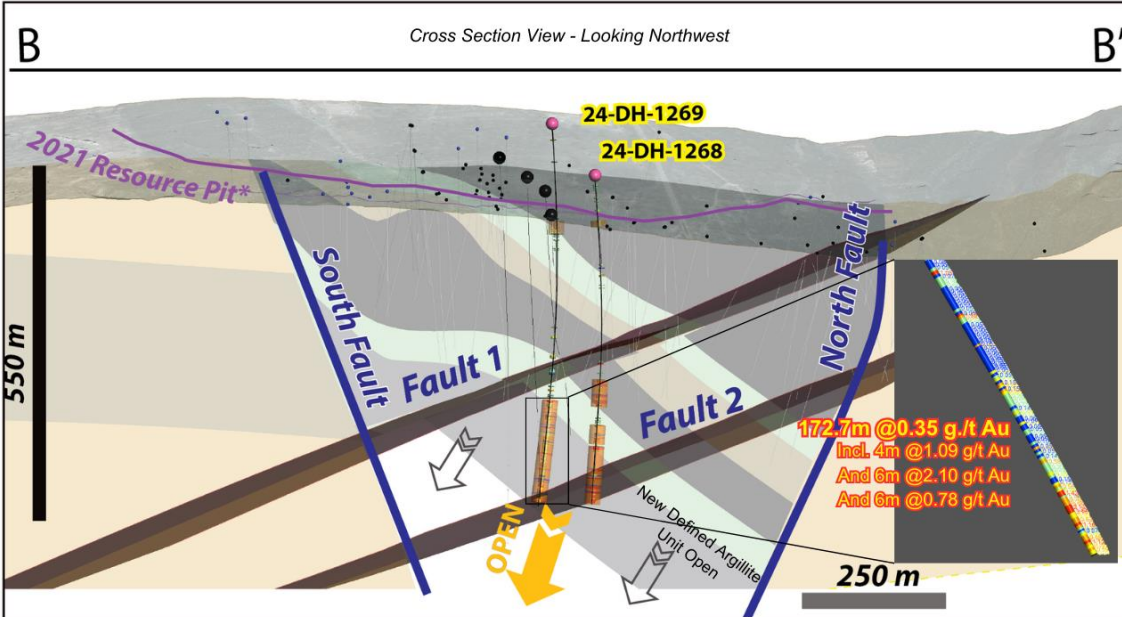 B
Cross Section View - Looking Northwest
B'
24-DH-1269
24-DH-1268
2021 Resource Pit*
550 m
South Fault
North Fault
Fault 1
Fault 2
172.7m @0.35 g./t Au
Incl. 4m @1.09 g/t Au
And 6m @2.10 g/t Au
And 6m @0.78 g/t Au
New Defined Argillite
Unit Open
OPEN
250 m